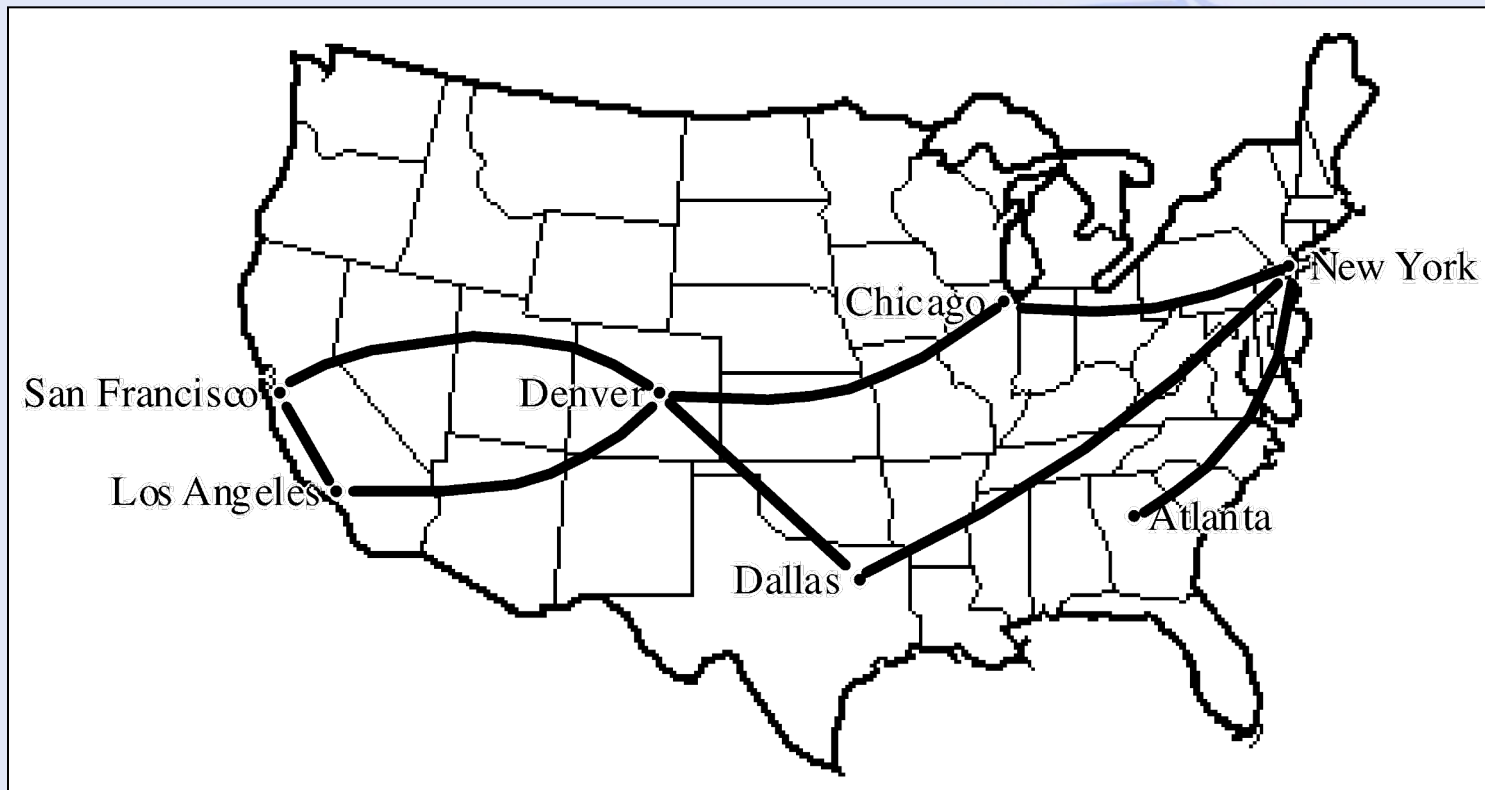 New York
Chicago
San Francisco
Denver
Los Angeles
Atlanta
Dallas